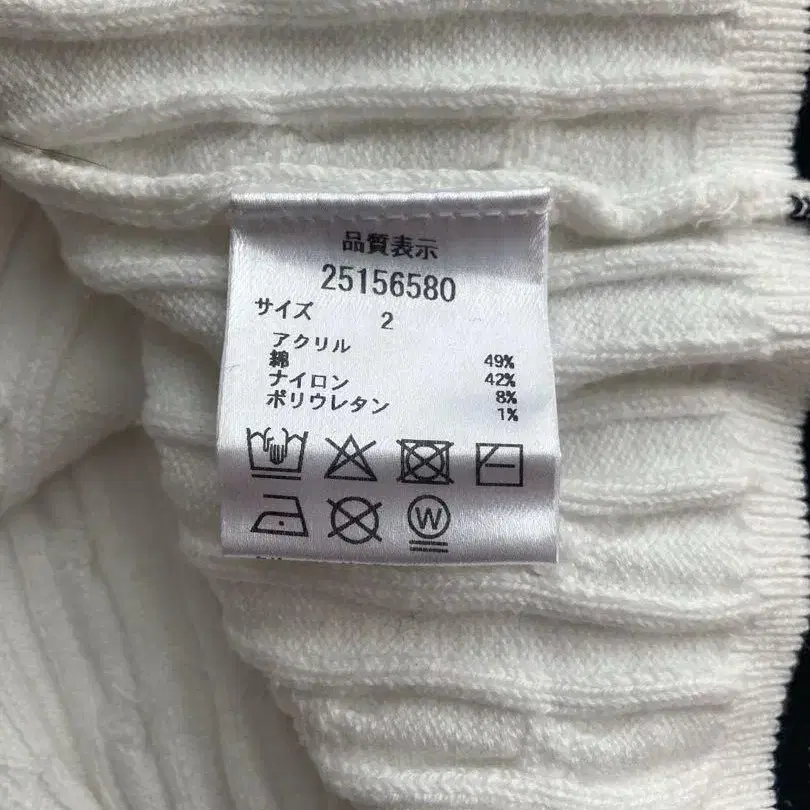 品質表示
25156580
サイズ 2
アクリル 49%
綿 42%
ナイロン 8%
ポリウレタン 1%
W